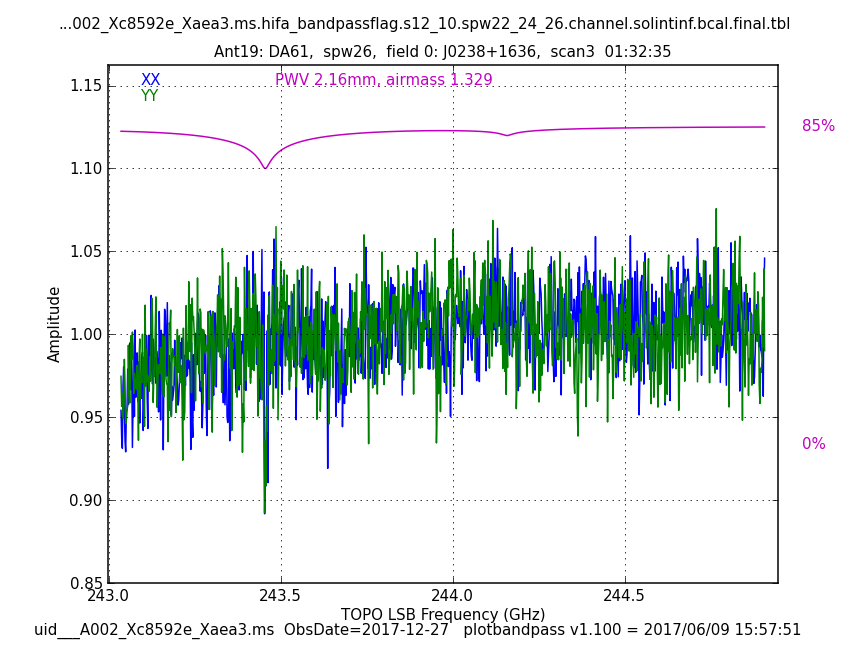 ...002_Xc8592e_Xaea3.ms.hifa_bandpassflag.s12_10.spw22_24_26.channel.solintinf.bcal.final.tbl
Ant19: DA61,  spw26,  field 0: J0238+1636,  scan3  01:32:35
XX
PWV 2.16mm, airmass 1.329
YY
1.15
1.10
1.05
1.00
0.95
0.90
0.85
Amplitude
85%
0%
243.0
243.5
244.0
244.5
TOPO LSB Frequency (GHz)
uid___A002_Xc8592e_Xaea3.ms  ObsDate=2017-12-27   plotbandpass v1.100 = 2017/06/09 15:57:51